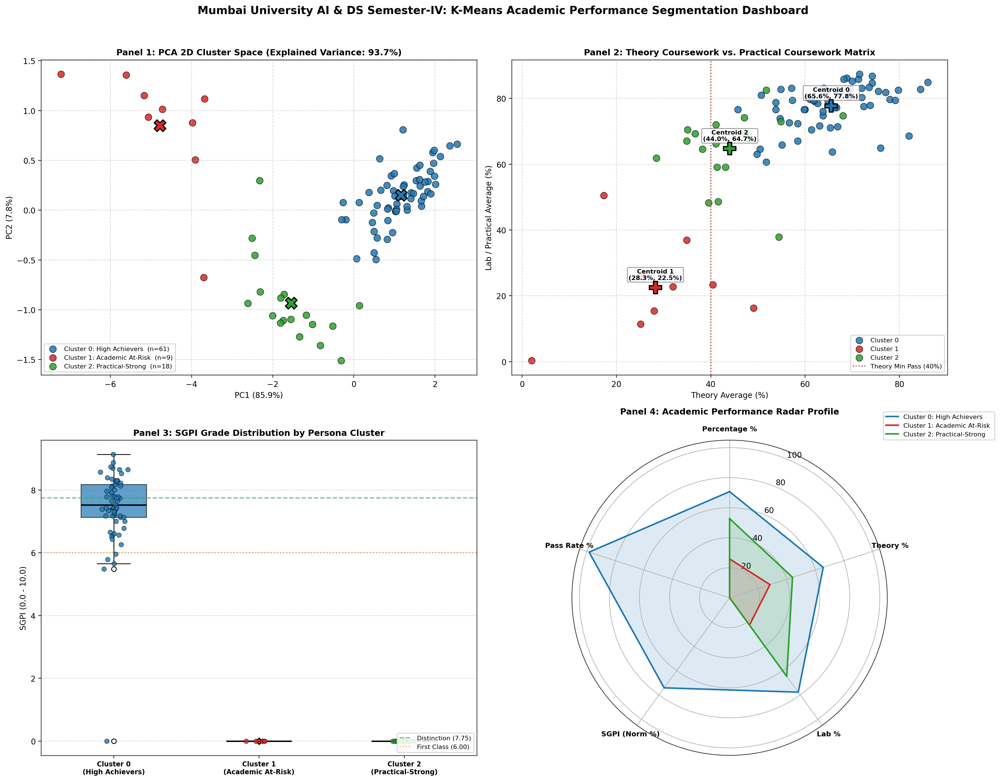 Mumbai University AI & DS Semester-IV: K-Means Academic Performance Segmentation Dashboard
Panel 1: PCA 2D Cluster Space (Explained Variance: 93.7%)
1.5
1.0
0.5
0.0
−0.5
−1.0
−1.5
PC2 (7.8%)
Cluster 0: High Achievers (n=61)
Cluster 1: Academic At-Risk (n=9)
Cluster 2: Practical-Strong (n=18)
−6
−4
−2
0
2
PC1 (85.9%)
Panel 2: Theory Coursework vs. Practical Coursework Matrix
80
60
40
20
0
Lab / Practical Average (%)
Centroid 0
(65.6%, 77.8%)
Centroid 2
(44.0%, 64.7%)
Centroid 1
(28.3%, 22.5%)
Cluster 0
Cluster 1
Cluster 2
Theory Min Pass (40%)
0
20
40
60
80
Theory Average (%)
Panel 3: SGPI Grade Distribution by Persona Cluster
8
6
4
2
0
SGPI (0.0 - 10.0)
Distinction (7.75)
First Class (6.00)
Cluster 0
(High Achievers)
Cluster 1
(Academic At-Risk)
Cluster 2
(Practical-Strong)
Panel 4: Academic Performance Radar Profile
Cluster 0: High Achievers
Cluster 1: Academic At-Risk
Cluster 2: Practical-Strong
Percentage %
100
80
60
40
20
Pass Rate %
Theory %
SGPI (Norm %)
Lab %